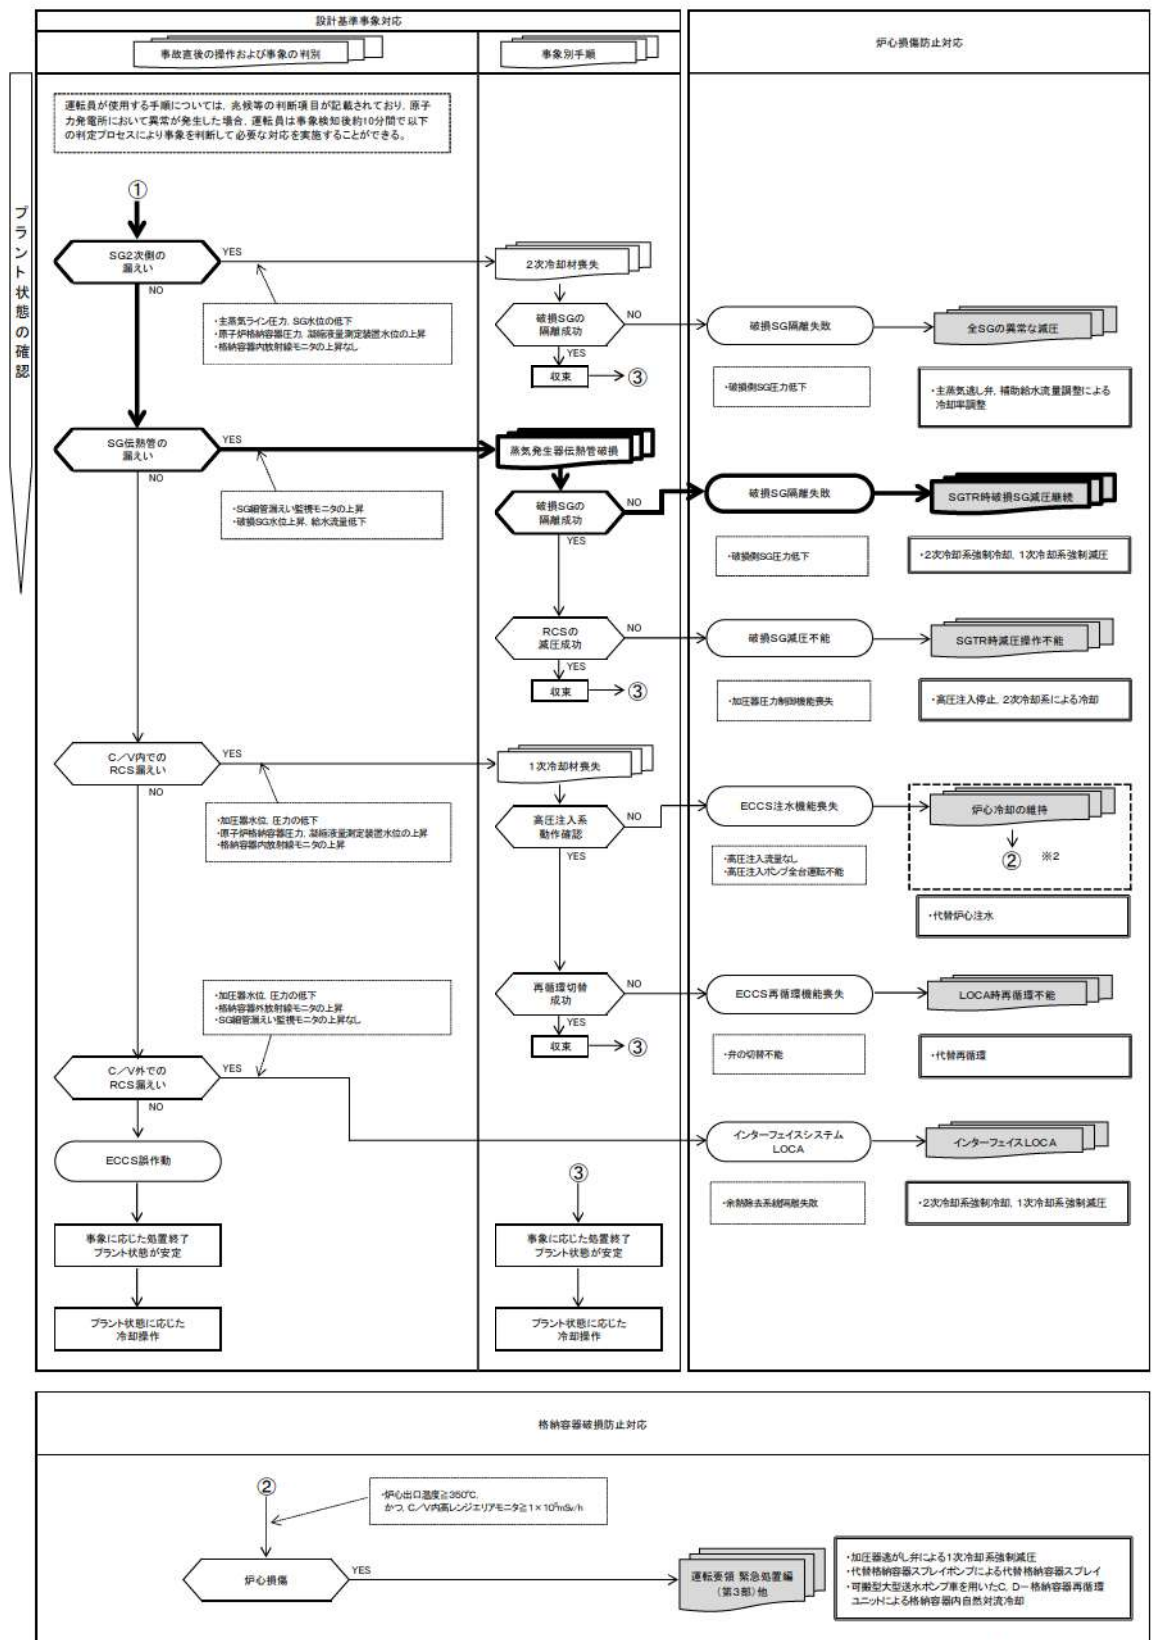 設計基準事象対応
事故直後の操作および事象の判別
事象別手順
炉心損傷防止対応
プラント状態の確認
運転員が使用する手順については、兆候等の判断項目が記載されており、原子
力発電所において異常が発生した場合、運転員は事象検知後約10分間で以下
の判定プロセスにより事象を判断して必要な対応を実施することができる。
①
SG2次側の
漏えい
YES
NO
・主蒸気ライン圧力、SG水位の低下
・原子炉格納容器圧力、凝縮液量測定装置水位の上昇
・格納容器内放射線モニタの上昇なし
2次冷却材喪失
破損SGの
隔離成功
NO
YES
収束
③
破損SG隔離失敗
・破損側SG圧力低下
全SGの異常な減圧
・主蒸気逃し弁、補助給水流量調整による
冷却率調整
SG伝熱管の
漏えい
YES
NO
・SG細管漏えい監視モニタの上昇
・破損SG水位上昇、給水流量低下
蒸気発生器伝熱管破損
破損SGの
隔離成功
NO
YES
破損SG隔離失敗
・破損側SG圧力低下
SGTR時破損SG減圧継続
・2次冷却系強制冷却、1次冷却系強制減圧
RCSの
減圧成功
NO
YES
収束
③
破損SG減圧不能
・加圧器圧力制御機能喪失
SGTR時減圧操作不能
・高圧注入停止、2次冷却系による冷却
C/V内での
RCS漏えい
YES
NO
・加圧器水位、圧力の低下
・原子炉格納容器圧力、凝縮液量測定装置水位の上昇
・格納容器内放射線モニタの上昇
1次冷却材喪失
高圧注入系
動作確認
NO
YES
ECCS注水機能喪失
・高圧注入流量なし
・高圧注入ポンプ全台運転不能
炉心冷却の維持
② ※2
・代替炉心注水
再循環切替
成功
NO
YES
収束
③
ECCS再循環機能喪失
・弁の切替不能
LOCA時再循環不能
・代替再循環
・加圧器水位、圧力の低下
・格納容器外放射線モニタの上昇
・SG細管漏えい監視モニタの上昇なし
C/V外での
RCS漏えい
YES
NO
インターフェイスシステム
LOCA
・余熱除去系統隔離失敗
インターフェイスLOCA
・2次冷却系強制冷却、1次冷却系強制減圧
ECCS誤作動
事象に応じた処置終了
プラント状態が安定
プラント状態に応じた
冷却操作
③
事象に応じた処置終了
プラント状態が安定
プラント状態に応じた
冷却操作
格納容器破損防止対応
②
・炉心出口温度≧350℃、
かつ、C/V内高レンジエリアモニタ≧1×10⁵mSv/h
炉心損傷
YES
運転要領 緊急処置編
(第3部)他
・加圧器逃がし弁による1次冷却系強制減圧
・代替格納容器スプレイポンプによる代替格納容器スプレイ
・可搬型大型送水ポンプ車を用いたC、D－格納容器再循環
ユニットによる格納容器内自然対流冷却